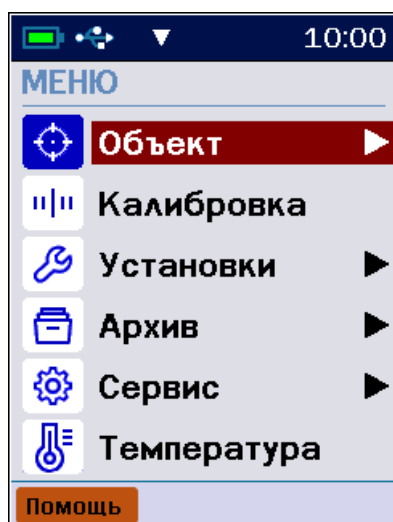 10:00
МЕНЮ
Объект
Калибровка
Установки
Архив
Сервис
Температура
Помощь